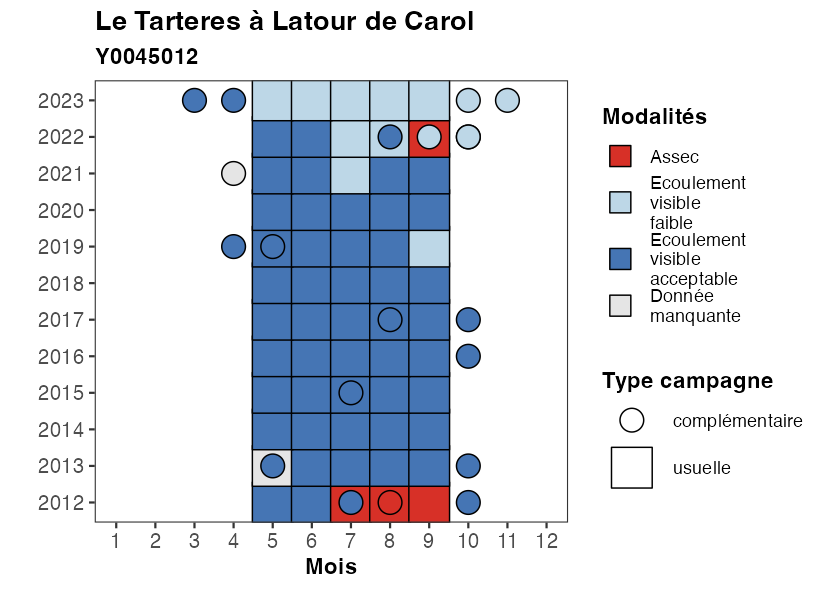 Le Tarteres à Latour de Carol
Y0045012
2023
2022
2021
2020
2019
2018
2017
2016
2015
2014
2013
2012
1 2 3 4 5 6 7 8 9 10 11 12
Mois
Modalités
Assec
Ecoulement
visible
faible
Ecoulement
visible
acceptable
Donnée
manquante
Type campagne
complémentaire
usuelle